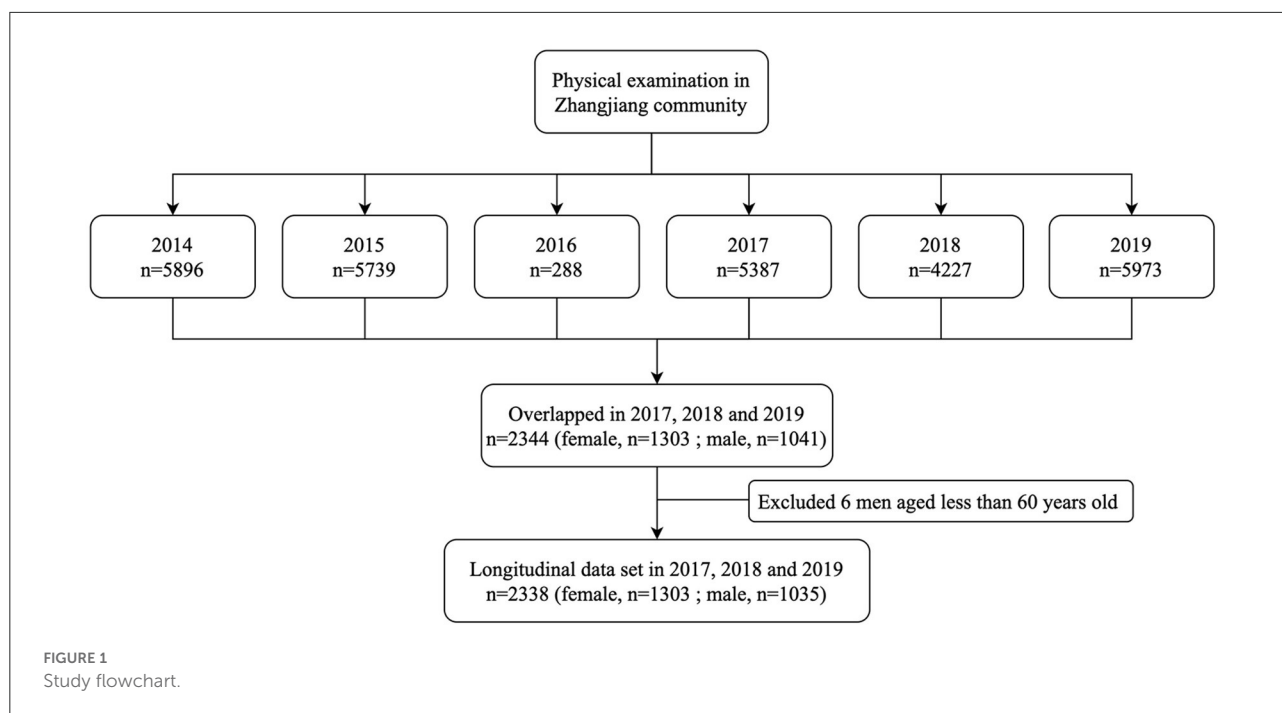 Physical examination in
Zhangjiang community
2014
n=5896
2015
n=5739
2016
n=288
2017
n=5387
2018
n=4227
2019
n=5973
Overlapped in 2017, 2018 and 2019
n=2344 (female, n=1303 ; male, n=1041)
Excluded 6 men aged less than 60 years old
Longitudinal data set in 2017, 2018 and 2019
n=2338 (female, n=1303 ; male, n=1035)
FIGURE 1
Study flowchart.